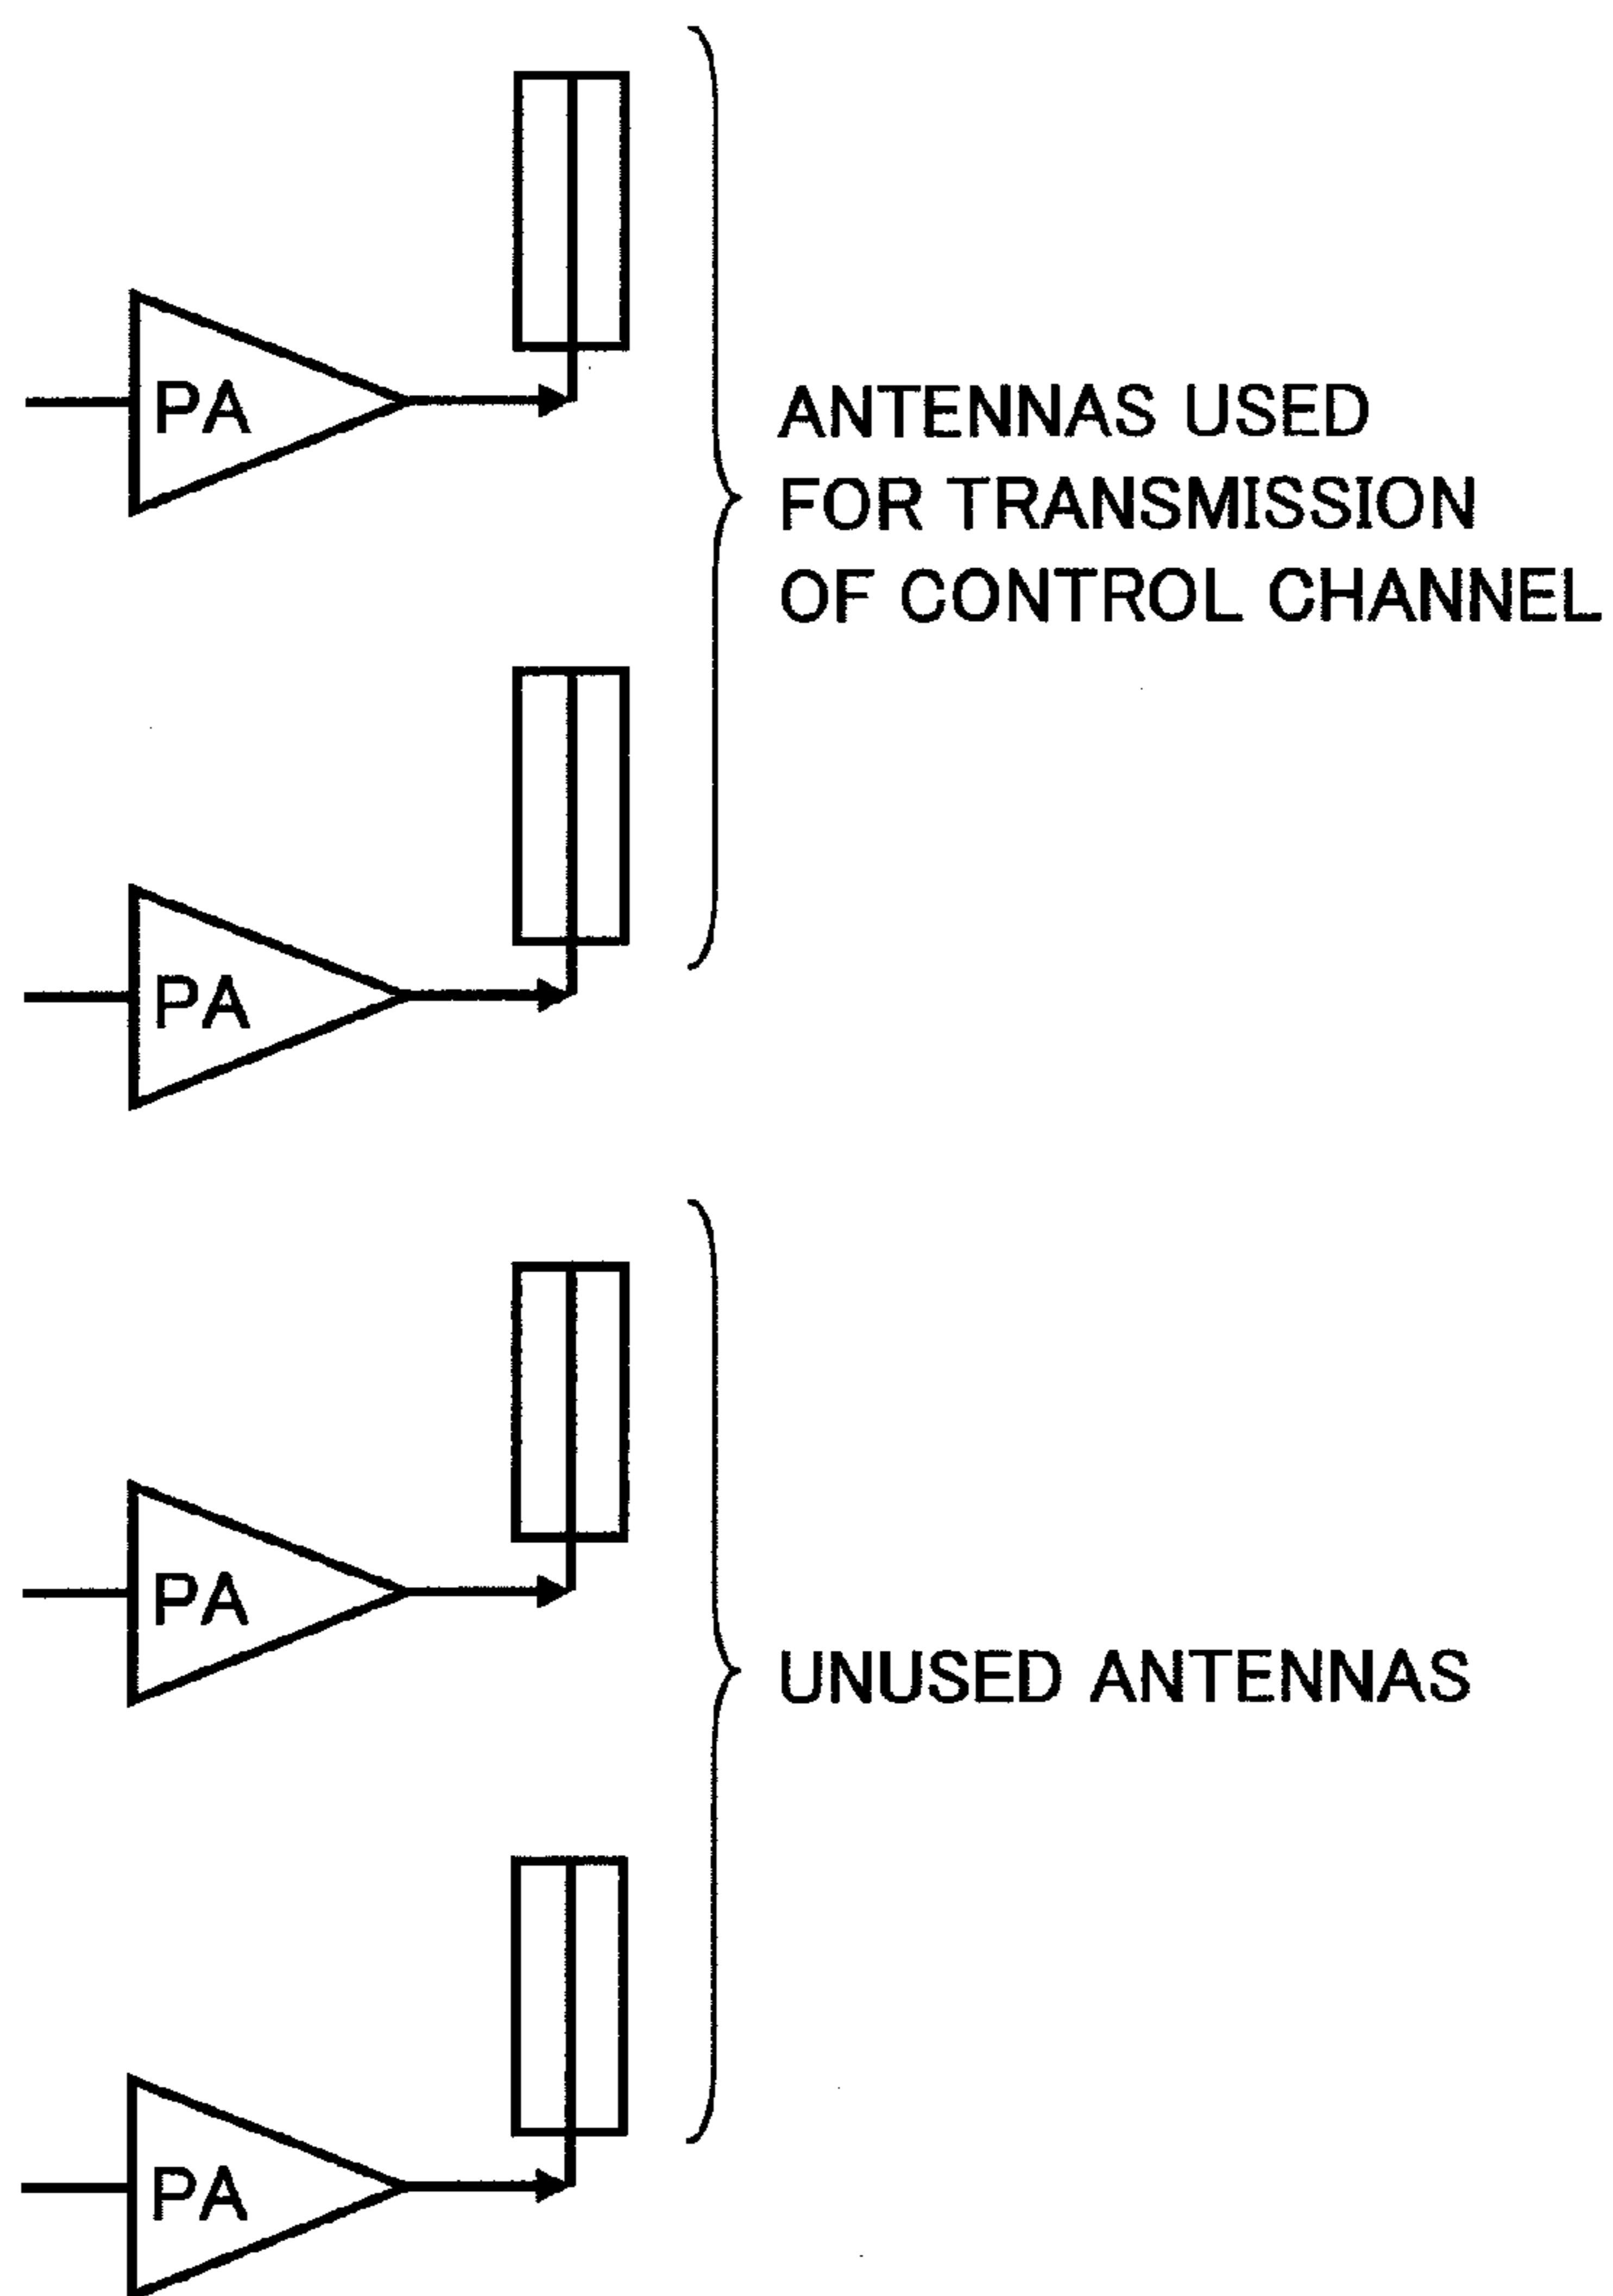 PA
ANTENNAS USED
FOR TRANSMISSION
OF CONTROL CHANNEL
PA
PA
UNUSED ANTENNAS
PA